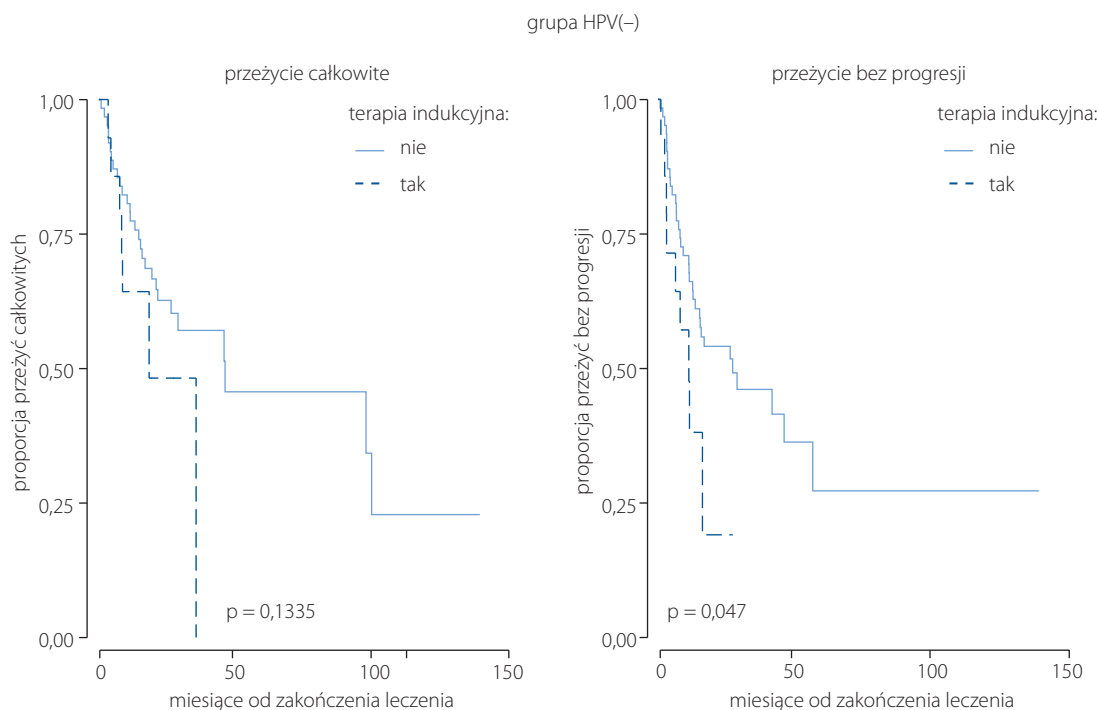 grupa HPV(–)
przeżycie całkowite
terapia indukcyjna:
nie
tak
proporcja przeżyć całkowitych
1,00
0,75
0,50
0,25
0,00
p = 0,1335
0 50 100 150
miesiące od zakończenia leczenia
przeżycie bez progresji
terapia indukcyjna:
nie
tak
proporcja przeżyć bez progresji
1,00
0,75
0,50
0,25
0,00
p = 0,047
0 50 100 150
miesiące od zakończenia leczenia